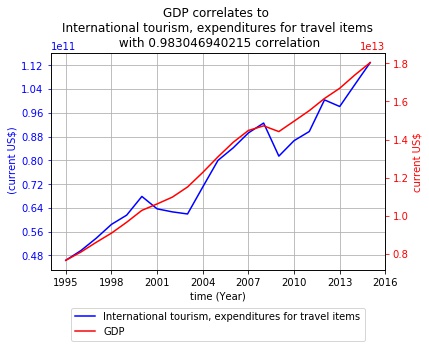 GDP correlates to
International tourism, expenditures for travel items
with 0.983046940215 correlation
1e11
1e13
1.12
1.04
0.96
0.88
0.80
0.72
0.64
0.56
0.48
(current US$)
1.8
1.6
1.4
1.2
1.0
0.8
current US$
1995 1998 2001 2004 2007 2010 2013 2016
time (Year)
International tourism, expenditures for travel items
GDP